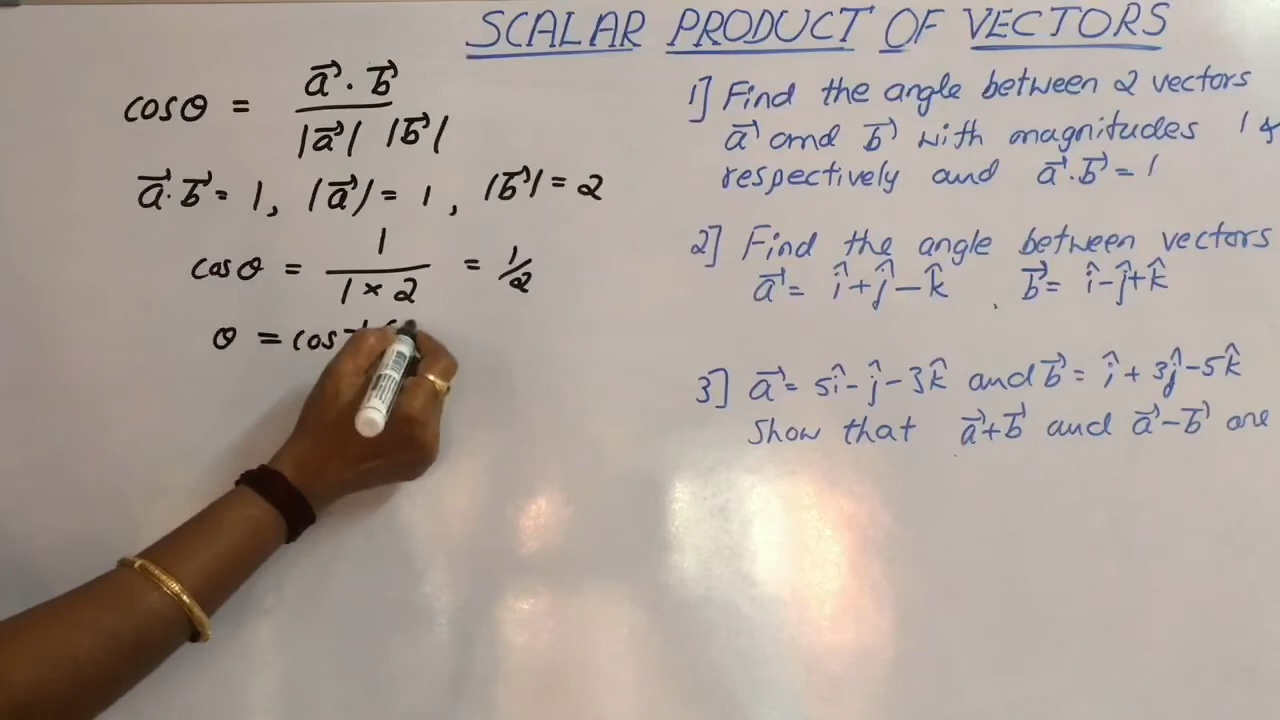 SCALAR PRODUCT OF VECTORS
cosθ = a⃗ · b⃗ / |a⃗| |b⃗|
a⃗·b⃗ = 1, |a⃗| = 1, |b⃗| = 2
cosθ = 1 / 1 × 2 = 1/2
θ = cos⁻¹(
1] Find the angle between 2 vectors
a⃗ and b⃗ with magnitudes 1 &
respectively and a⃗·b⃗ = 1
2] Find the angle between vectors
a⃗ = î + ĵ − k̂ b⃗ = î − ĵ + k̂
3] a⃗ = 5î − ĵ − 3k̂ and b⃗ = î + 3ĵ − 5k̂
Show that a⃗+b⃗ and a⃗−b⃗ are